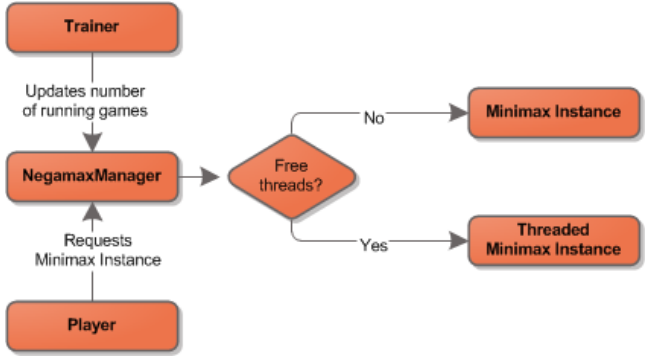 Trainer
Updates number
of running games
NegamaxManager
Requests
Minimax Instance
Player
Free
threads?
No
Yes
Minimax Instance
Threaded
Minimax Instance